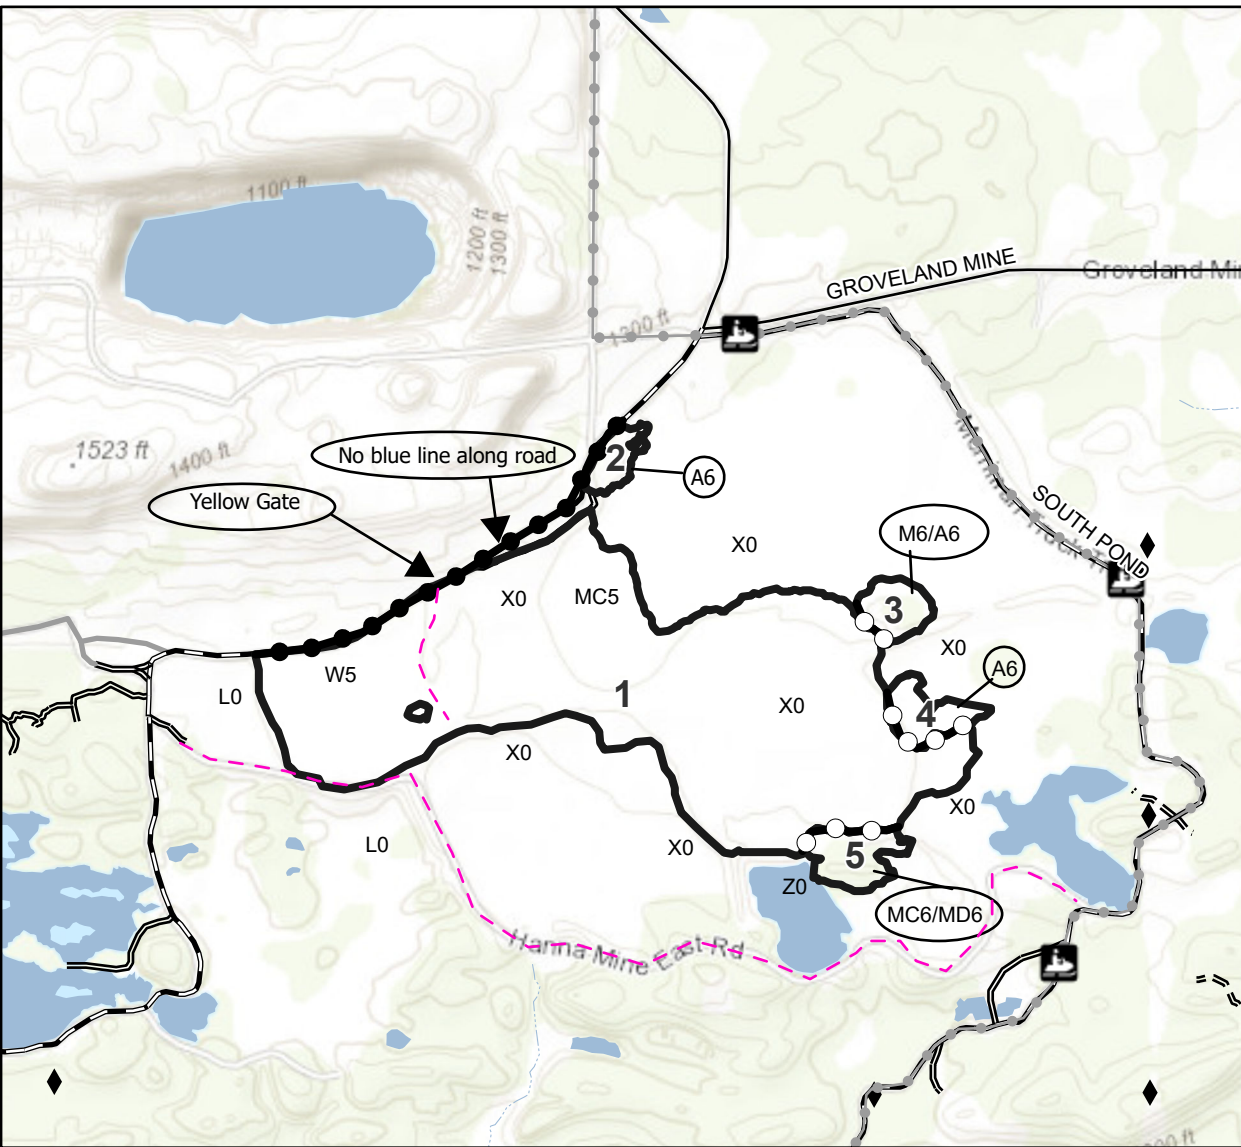 1100 ft
1200 ft
1300 ft
GROVELAND MINE
1300 ft
1523 ft
1400 ft
No blue line along road
Yellow Gate
2
A6
SOUTH POND
X0
M6/A6
X0
MC5
3
X0
A6
W5
L0
1
X0
4
X0
X0
L0
X0
5
Z0
MC6/MD6
Hanna Mine East Rd